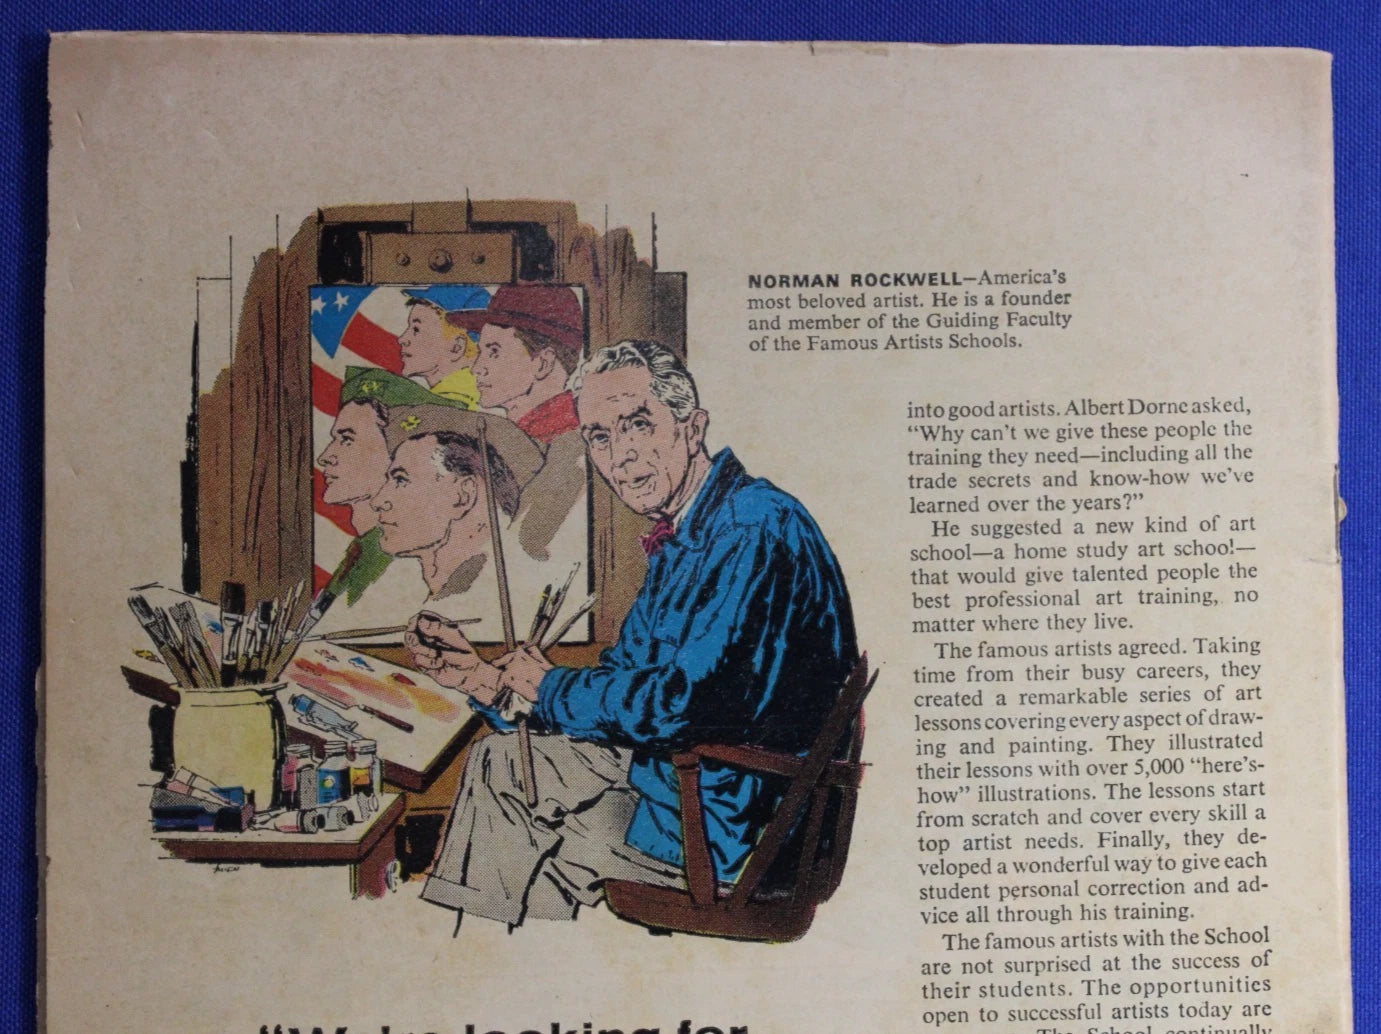 NORMAN ROCKWELL—America's
most beloved artist. He is a founder
and member of the Guiding Faculty
of the Famous Artists Schools.
into good artists. Albert Dorne asked,
“Why can't we give these people the
training they need—including all the
trade secrets and know-how we've
learned over the years?”
He suggested a new kind of art
school—a home study art school—
that would give talented people the
best professional art training, no
matter where they live.
The famous artists agreed. Taking
time from their busy careers, they
created a remarkable series of art
lessons covering every aspect of draw-
ing and painting. They illustrated
their lessons with over 5,000 “here's-
how” illustrations. The lessons start
from scratch and cover every skill a
top artist needs. Finally, they de-
veloped a wonderful way to give each
student personal correction and ad-
vice all through his training.
The famous artists with the School
are not surprised at the success of
their students. The opportunities
open to successful artists today are
The School continually
“We're looking for